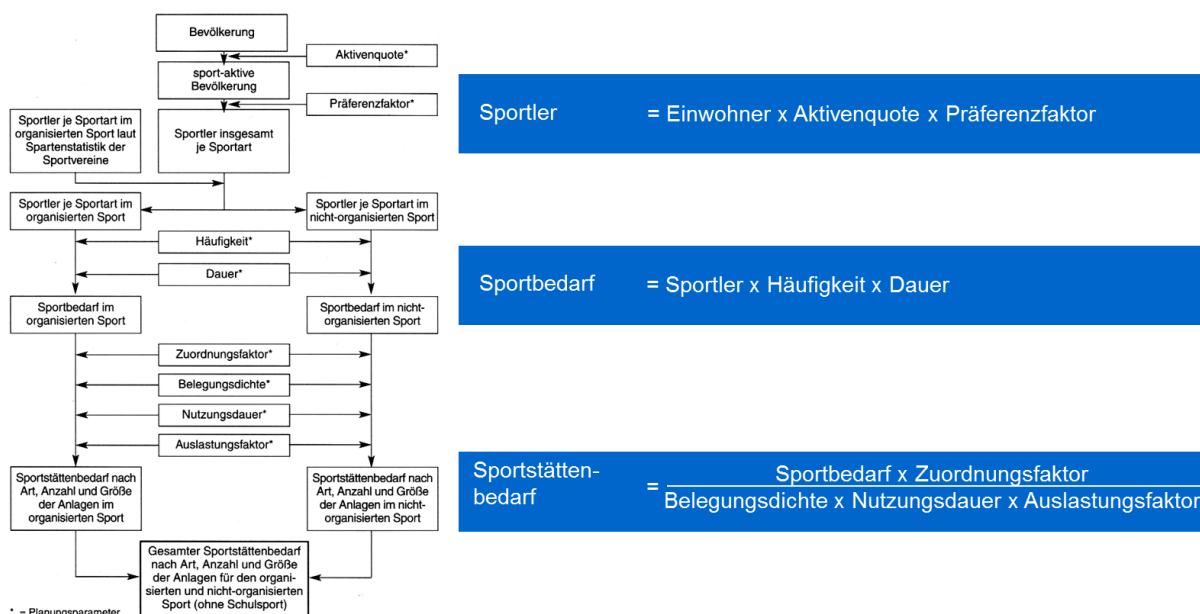 Bevölkerung
Aktivenquote*
sport-aktive
Bevölkerung
Präferenzfaktor*
Sportler je Sportart im
organisierten Sport laut
Spartenstatistik der
Sportvereine
Sportler insgesamt
je Sportart
Sportler je Sportart im
organisierten Sport
Sportler je Sportart im
nicht-organisierten Sport
Häufigkeit*
Dauer*
Sportbedarf im
organisierten Sport
Sportbedarf im nicht-
organisierten Sport
Zuordnungsfaktor*
Belegungsdichte*
Nutzungsdauer*
Auslastungsfaktor*
Sportstättenbedarf nach
Art, Anzahl und Größe
der Anlagen im
organisierten Sport
Sportstättenbedarf nach
Art, Anzahl und Größe
der Anlagen im nicht-
organisierten Sport
Gesamter Sportstättenbedarf
nach Art, Anzahl und Größe
der Anlagen für den organi-
sierten und nicht-organisierten
Sport (ohne Schulsport)
* = Planungsparameter
Sportler = Einwohner x Aktivenquote x Präferenzfaktor
Sportbedarf = Sportler x Häufigkeit x Dauer
Sportstätten-
bedarf =
Sportbedarf x Zuordnungsfaktor
Belegungsdichte x Nutzungsdauer x Auslastungsfaktor